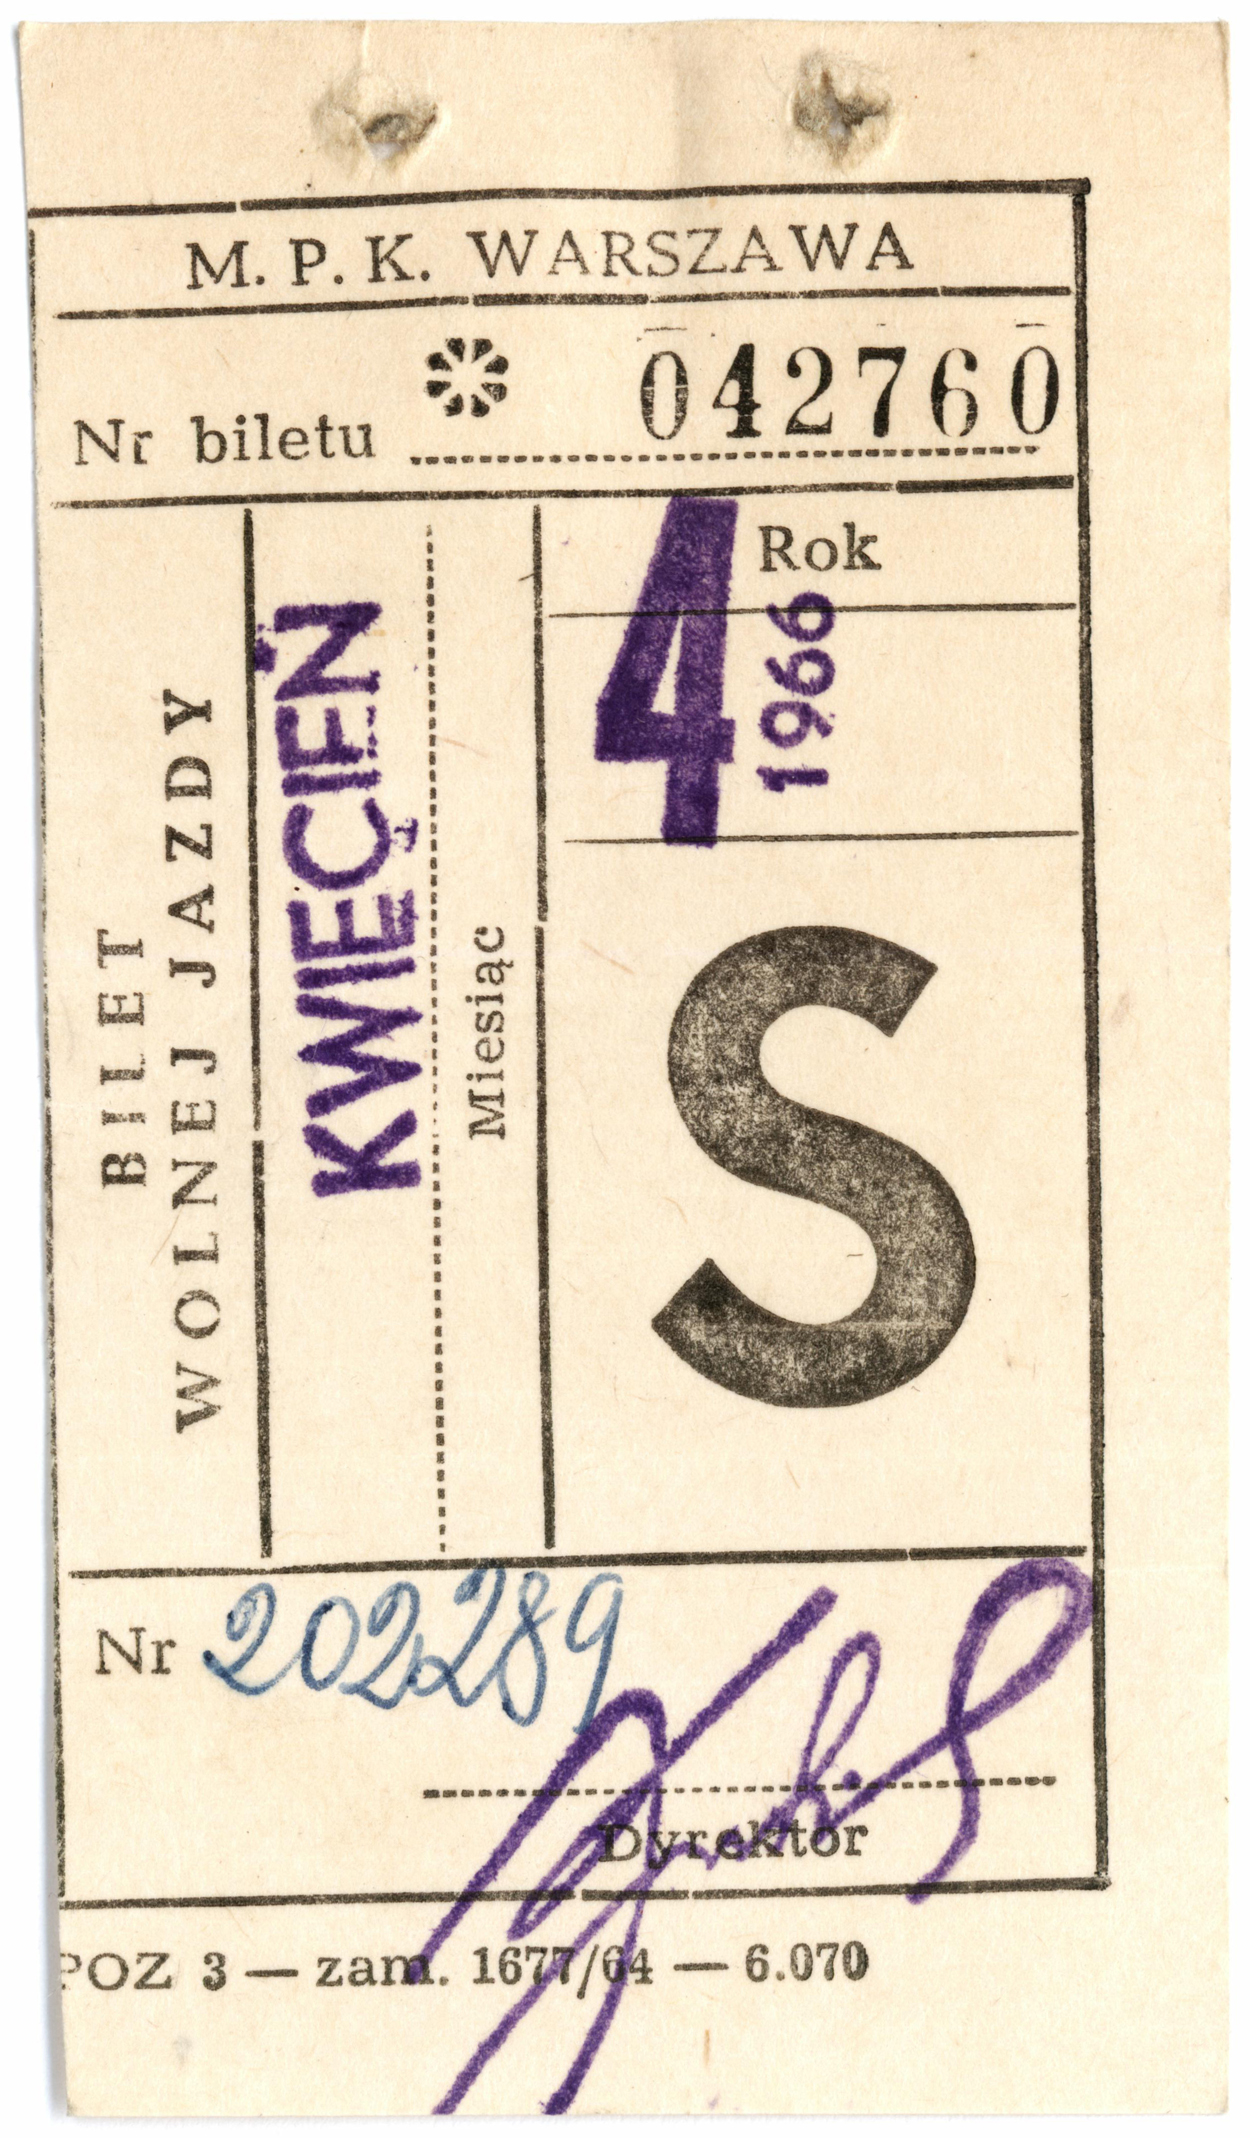 M. P. K. WARSZAWA
Nr biletu 042760
BILET
WOLNEJ JAZDY
KWIECIEŃ
Miesiąc
4
Rok
1966
S
Nr 202289
Dyrektor
POZ 3 — zam. 1677/64 — 6.070